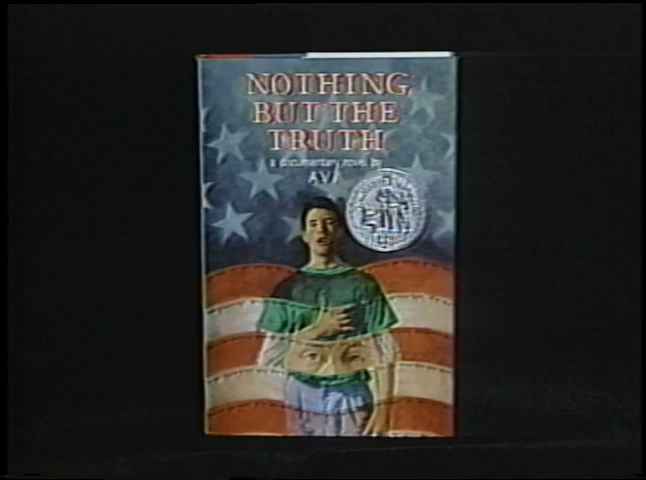 NOTHING
BUT THE
TRUTH
a documentary novel by
AVI